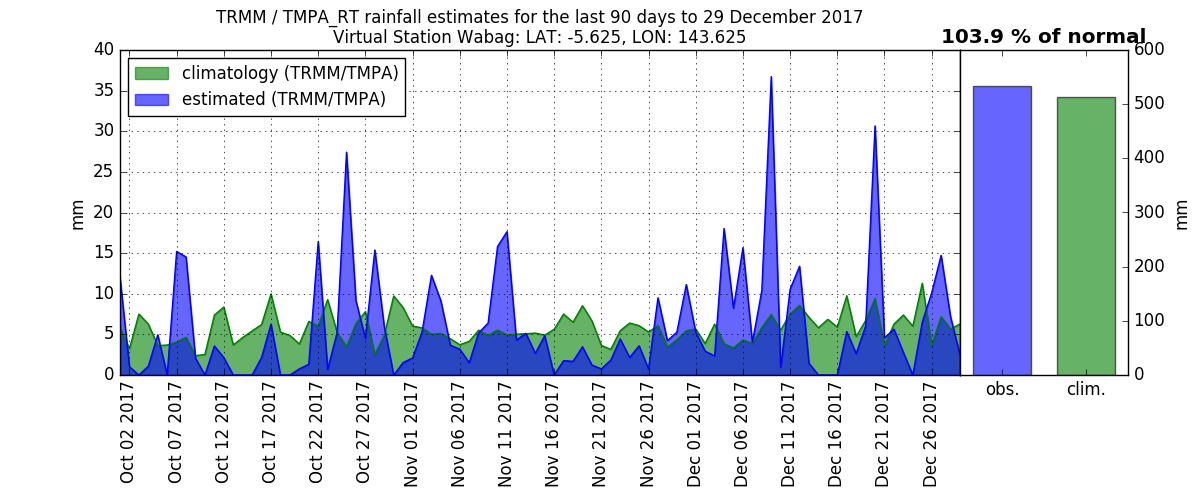 TRMM / TMPA_RT rainfall estimates for the last 90 days to 29 December 2017
Virtual Station Wabag: LAT: -5.625, LON: 143.625
103.9 % of normal
climatology (TRMM/TMPA)
estimated (TRMM/TMPA)
mm
40
35
30
25
20
15
10
5
0
Oct 02 2017
Oct 07 2017
Oct 12 2017
Oct 17 2017
Oct 22 2017
Oct 27 2017
Nov 01 2017
Nov 06 2017
Nov 11 2017
Nov 16 2017
Nov 21 2017
Nov 26 2017
Dec 01 2017
Dec 06 2017
Dec 11 2017
Dec 16 2017
Dec 21 2017
Dec 26 2017
600
500
400
300
200
100
0
mm
obs.
clim.